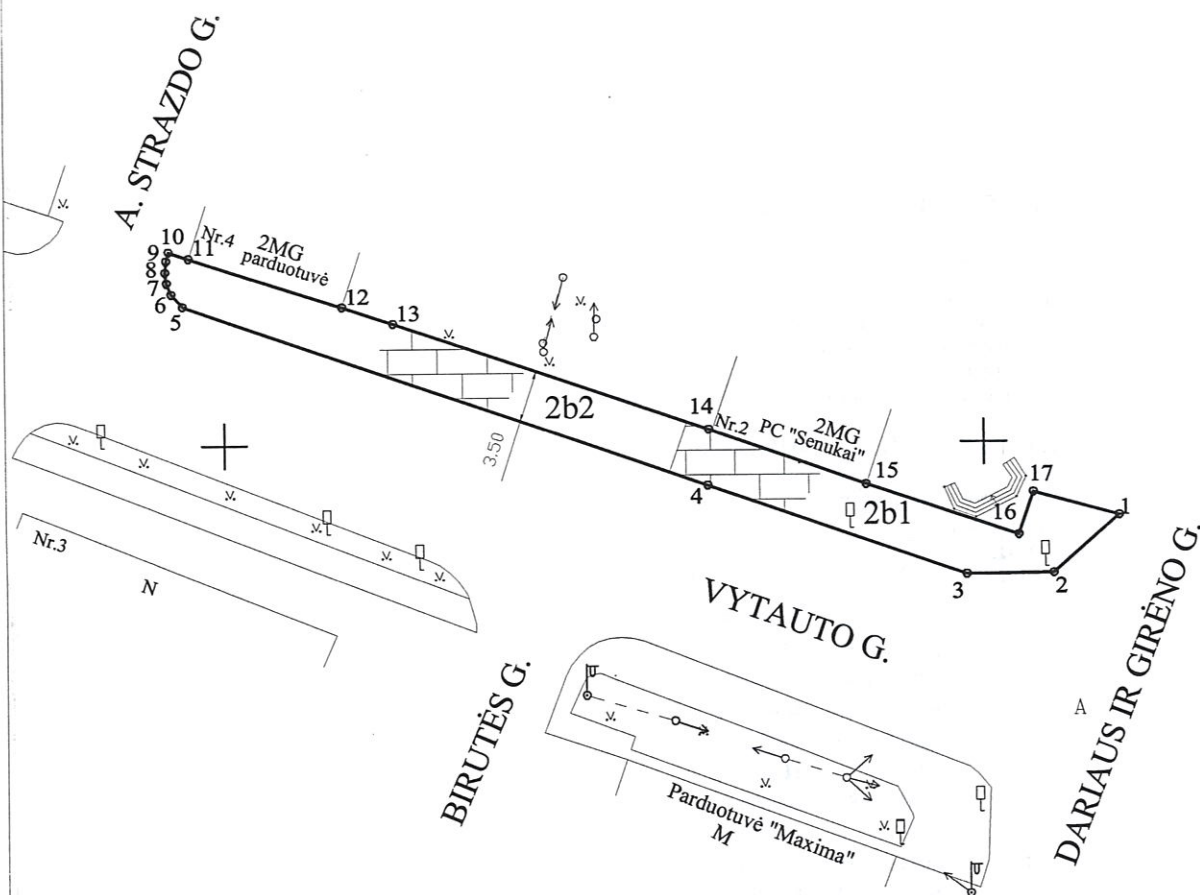 A. STRAZDO G.
10
9
8
7
6
5
11
Nr.4
2MG
parduotuvė
12
13
2b2
3.50
14
Nr.2
2MG
PC "Senukai"
15
4
2b1
16
17
1
2
3
VYTAUTO G.
Nr.3
N
BIRUTĖS G.
A
DARIAUS IR GIRĖNO G.
Parduotuvė "Maxima"
M